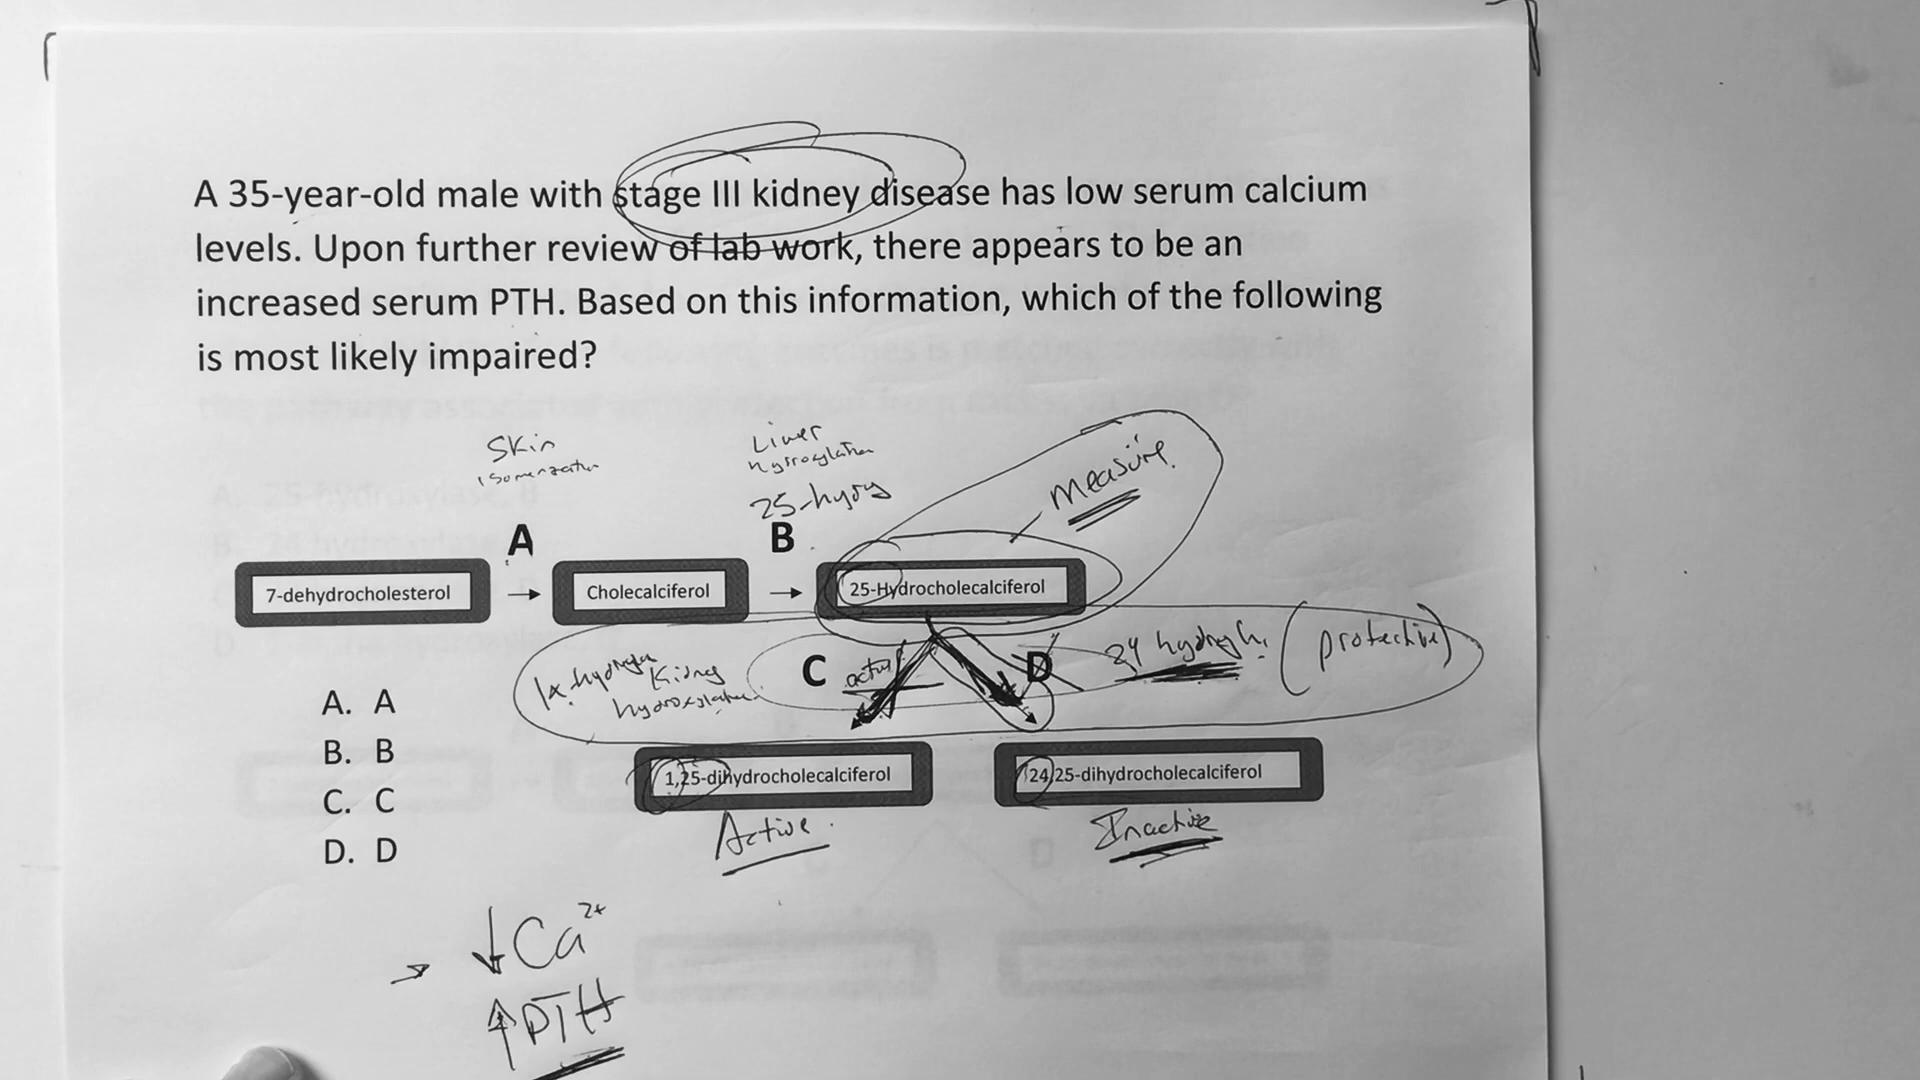 A 35-year-old male with stage III kidney disease has low serum calcium
levels. Upon further review of lab work, there appears to be an
increased serum PTH. Based on this information, which of the following
is most likely impaired?
Skin
Liver
measure
25-hydroxy
A
B
7-dehydrocholesterol
Cholecalciferol
25-Hydrocholecalciferol
C
D
(protective)
Kidney
A. A
B. B
C. C
D. D
1,25-dihydrocholecalciferol
24,25-dihydrocholecalciferol
Active
Inactive
↓Ca2+
↑PTH